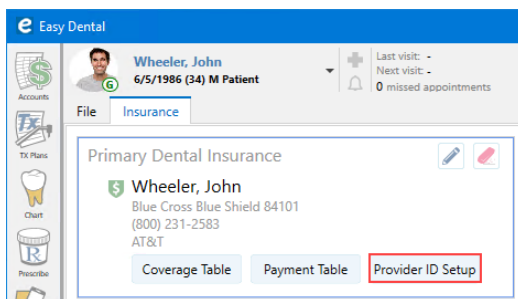 e Easy Dental
Accounts
TX Plans
Chart
Prescribe
Wheeler, John
6/5/1986 (34) M Patient
G
Last visit: -
Next visit: -
0 missed appointments
File Insurance
Primary Dental Insurance
$ Wheeler, John
Blue Cross Blue Shield 84101
(800) 231-2583
AT&T
Coverage Table Payment Table Provider ID Setup